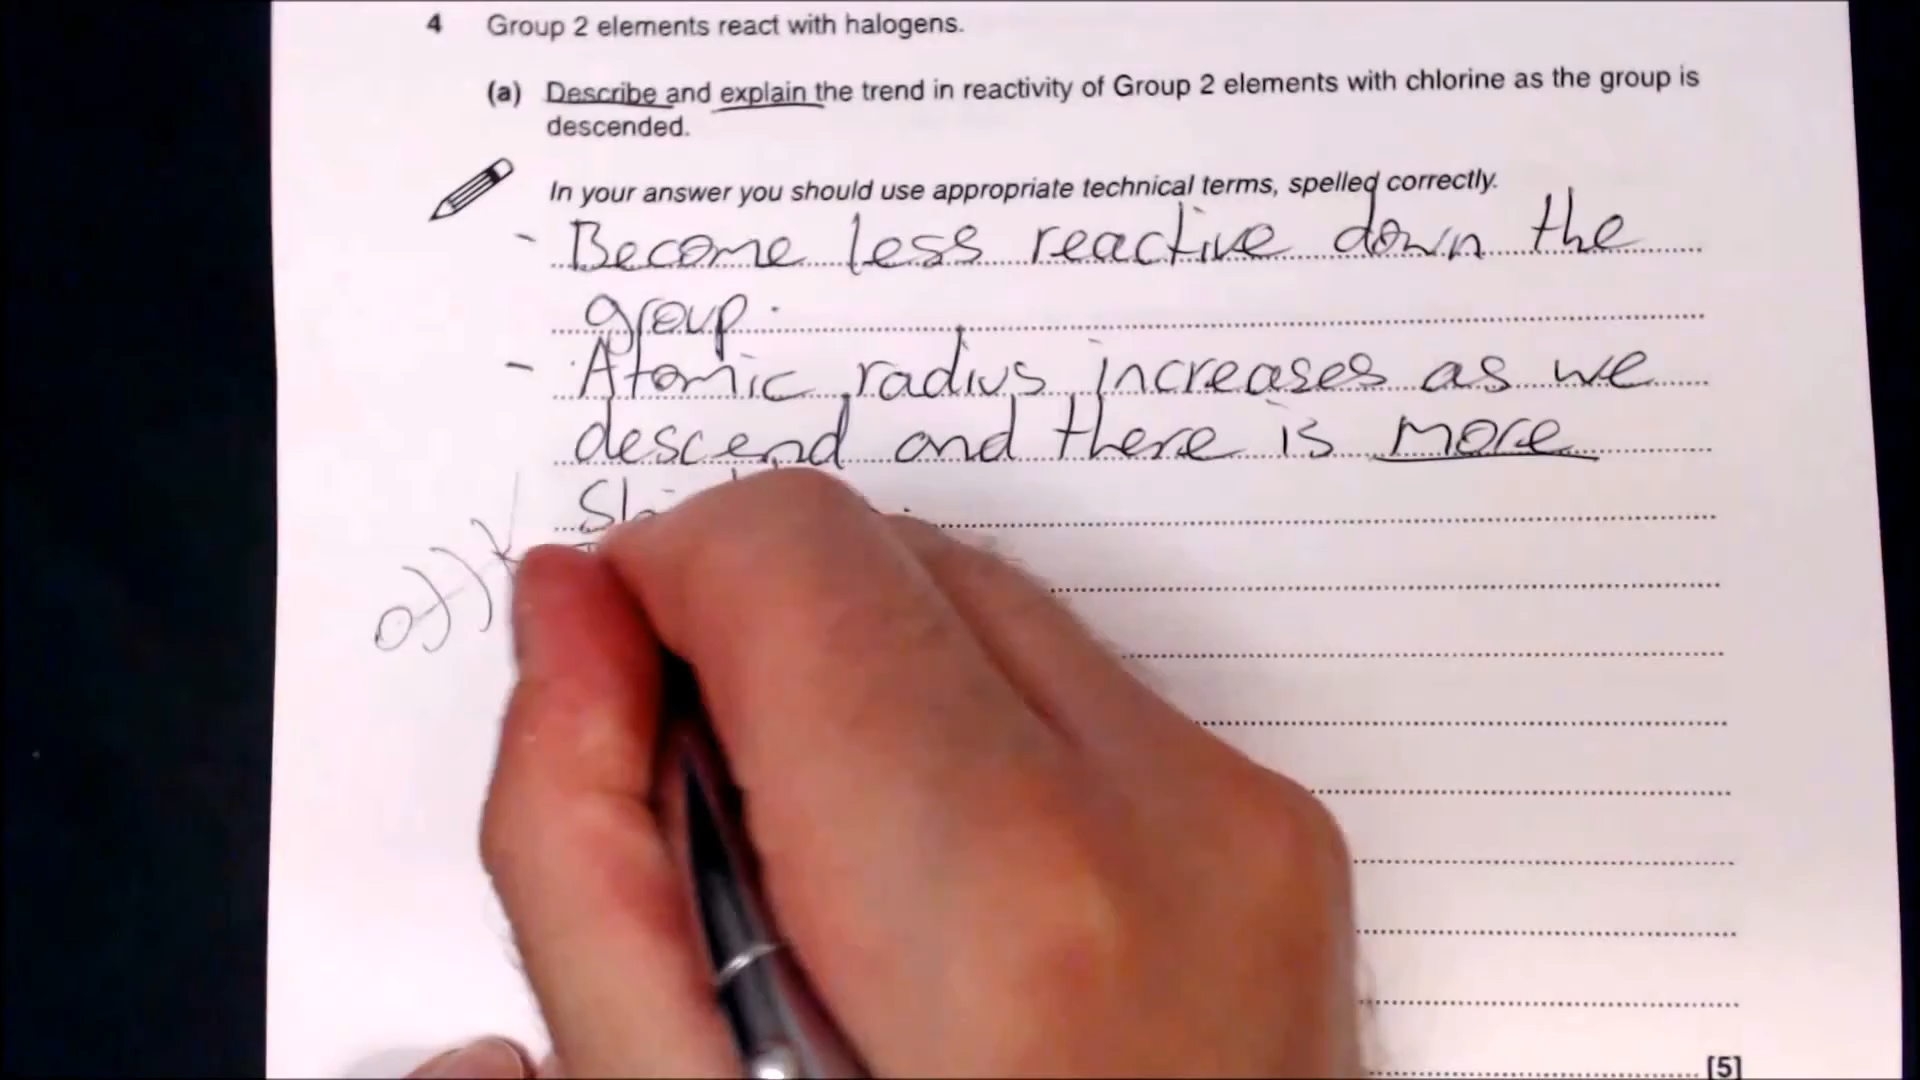 4 Group 2 elements react with halogens.
(a) Describe and explain the trend in reactivity of Group 2 elements with chlorine as the group is
descended.
In your answer you should use appropriate technical terms, spelled correctly.
- Become less reactive down the
group.
- Atomic radius increases as we
descend and there is more
[5]